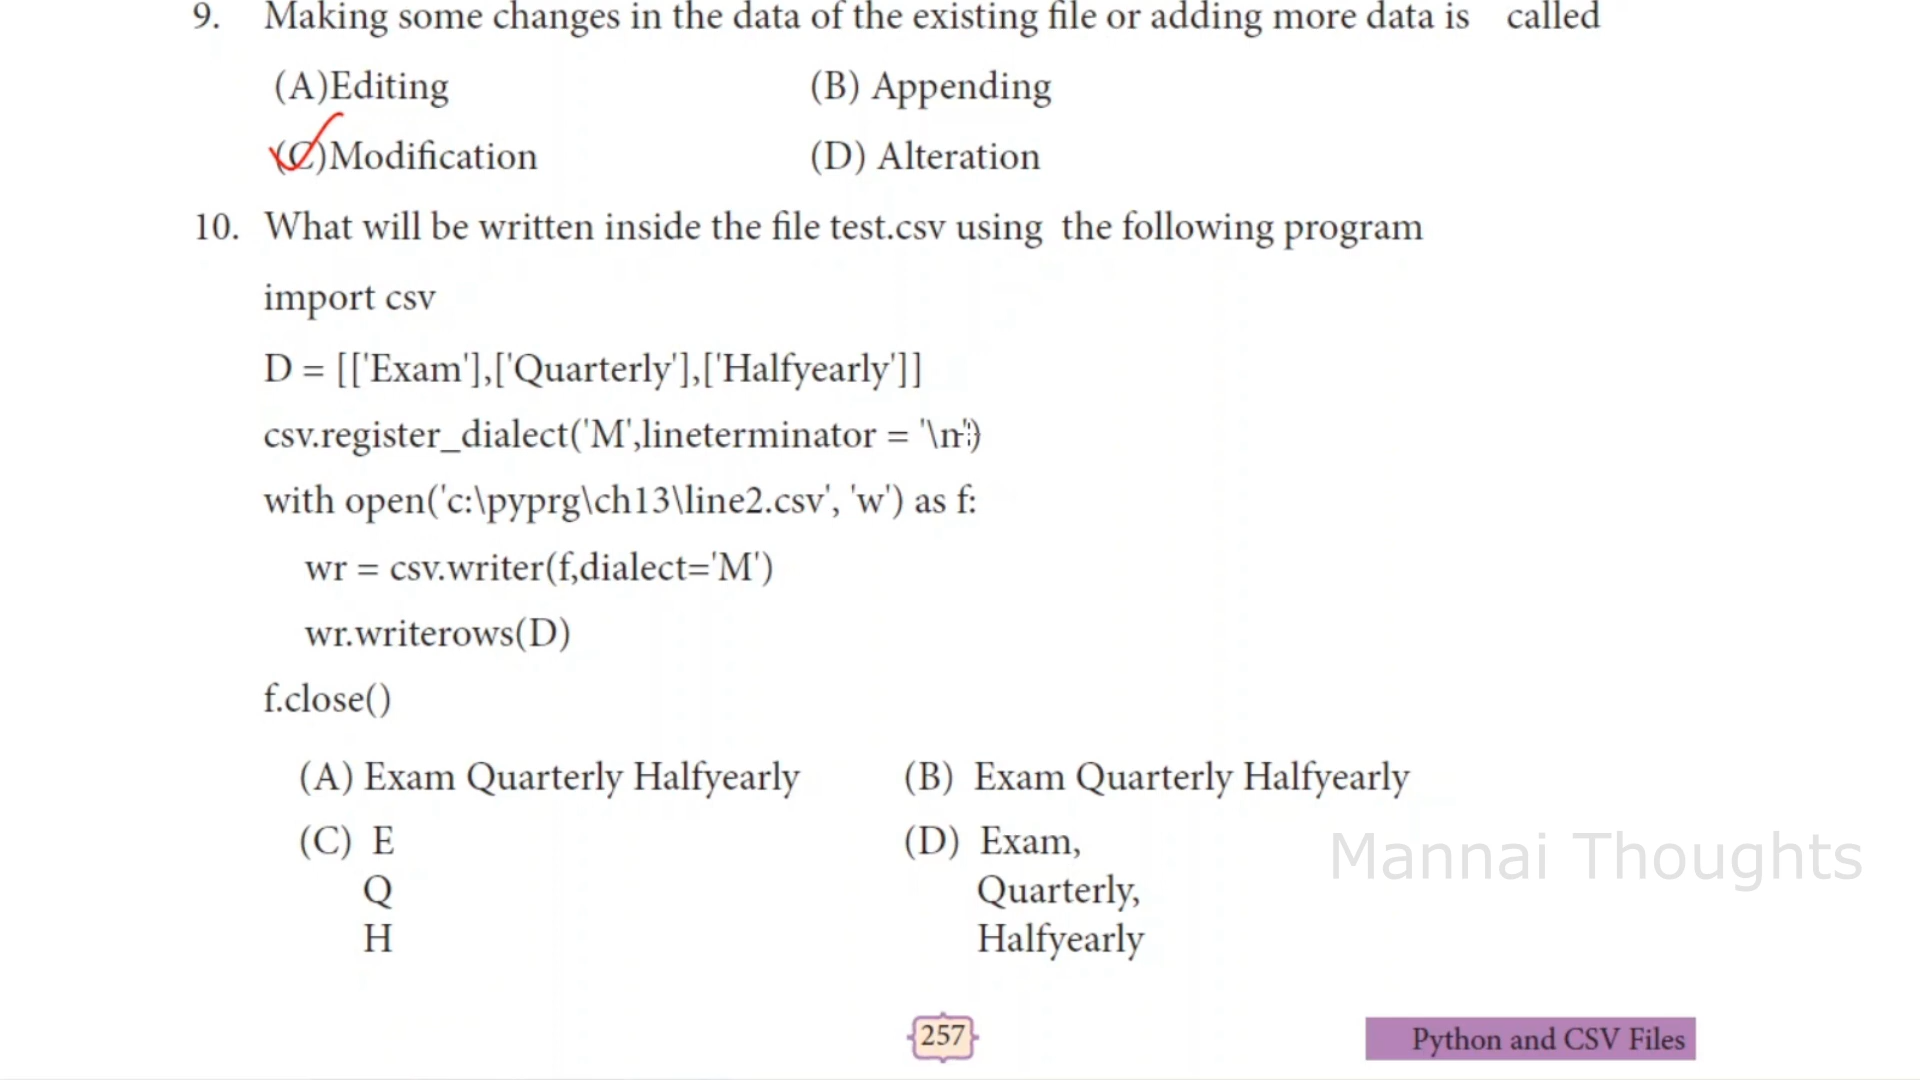 9. Making some changes in the data of the existing file or adding more data is called
(A)Editing (B) Appending
(C)Modification (D) Alteration
10. What will be written inside the file test.csv using the following program
import csv
D = [['Exam'],['Quarterly'],['Halfyearly']]
csv.register_dialect('M',lineterminator = '\n')
with open('c:\pyprg\ch13\line2.csv', 'w') as f:
wr = csv.writer(f,dialect='M')
wr.writerows(D)
f.close()
(A) Exam Quarterly Halfyearly (B) Exam Quarterly Halfyearly
(C) E (D) Exam,
Q Quarterly,
H Halfyearly
Mannai Thoughts
257 Python and CSV Files